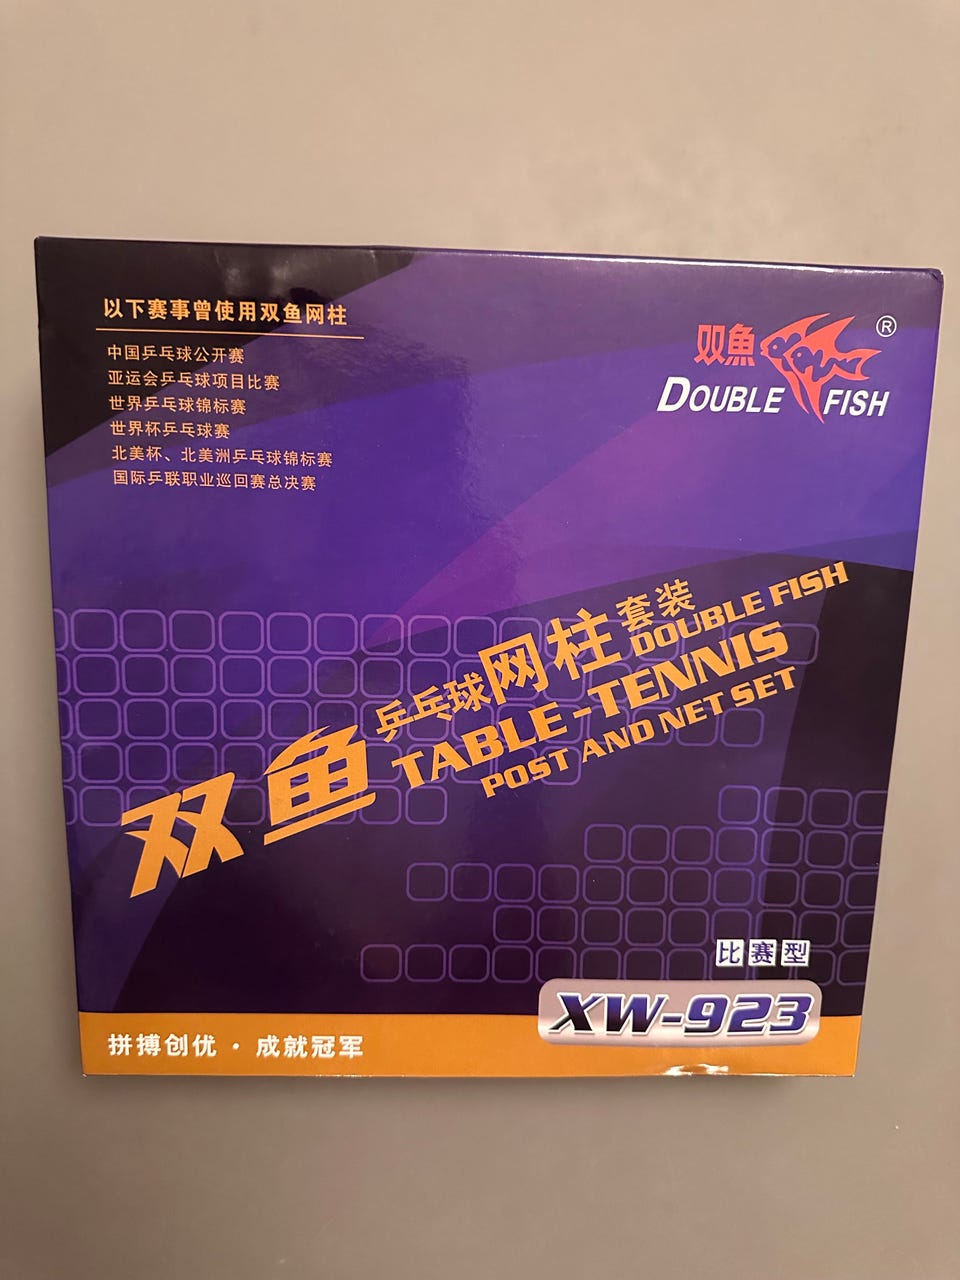 以下赛事曾使用双鱼网柱
中国乒乓球公开赛
亚运会乒乓球项目比赛
世界乒乓球锦标赛
世界杯乒乓球赛
北美杯、北美洲乒乓球锦标赛
国际乒联职业巡回赛总决赛
双魚
®
DOUBLE FISH
双鱼
乒乓球网柱套装
DOUBLE FISH
TABLE-TENNIS
POST AND NET SET
比赛型
XW-923
拼搏创优·成就冠军